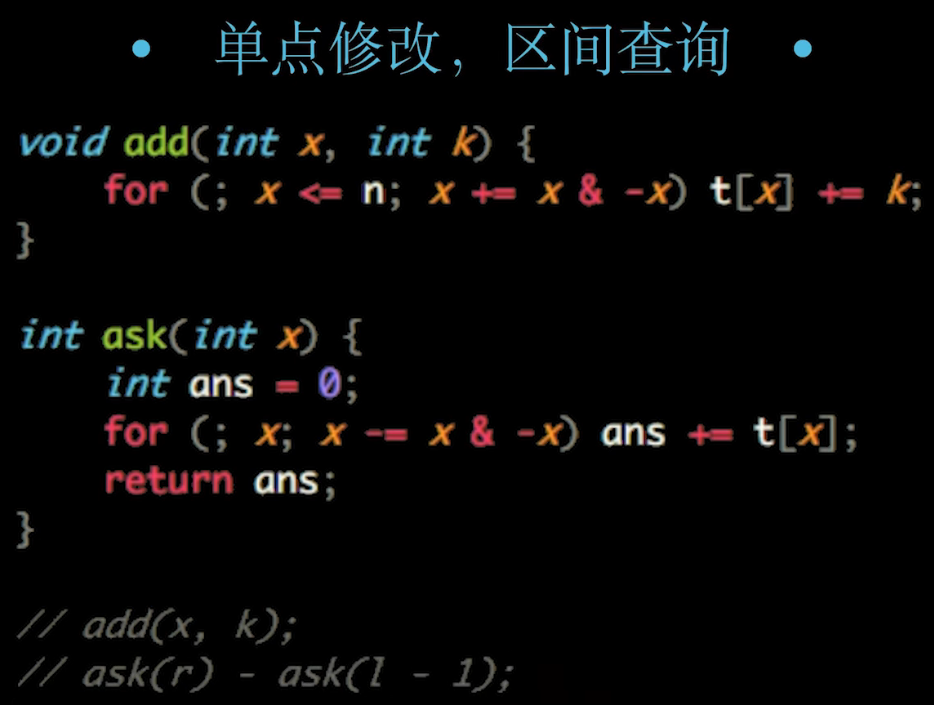 • 单点修改，区间查询 •
void add(int x, int k) {
    for (; x <= n; x += x & -x) t[x] += k;
}
int ask(int x) {
    int ans = 0;
    for (; x; x -= x & -x) ans += t[x];
    return ans;
}
// add(x, k);
// ask(r) - ask(l - 1);